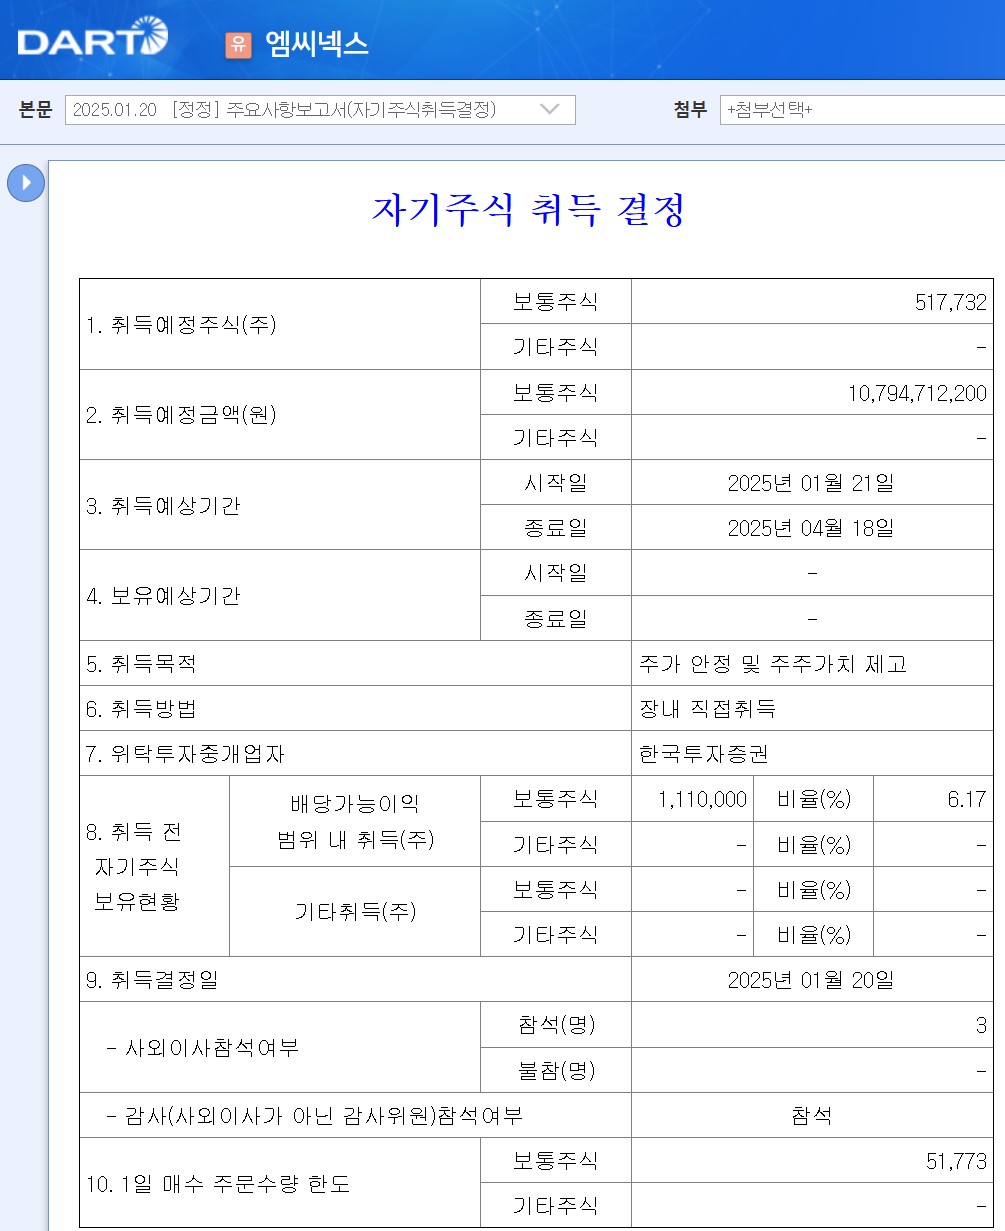 DART 유 엠씨넥스
본문 2025.01.20 [정정] 주요사항보고서(자기주식취득결정) 첨부 +첨부선택+
자기주식 취득 결정
1. 취득예정주식(주) 보통주식 517,732
기타주식 -
2. 취득예정금액(원) 보통주식 10,794,712,200
기타주식 -
3. 취득예상기간 시작일 2025년 01월 21일
종료일 2025년 04월 18일
4. 보유예상기간 시작일 -
종료일 -
5. 취득목적 주가 안정 및 주주가치 제고
6. 취득방법 장내 직접취득
7. 위탁투자중개업자 한국투자증권
8. 취득 전
자기주식
보유현황
배당가능이익
범위 내 취득(주)
보통주식 1,110,000 비율(%) 6.17
기타주식 - 비율(%) -
기타취득(주) 보통주식 - 비율(%) -
기타주식 - 비율(%) -
9. 취득결정일 2025년 01월 20일
- 사외이사참석여부 참석(명) 3
불참(명) -
- 감사(사외이사가 아닌 감사위원)참석여부 참석
10. 1일 매수 주문수량 한도 보통주식 51,773
기타주식 -